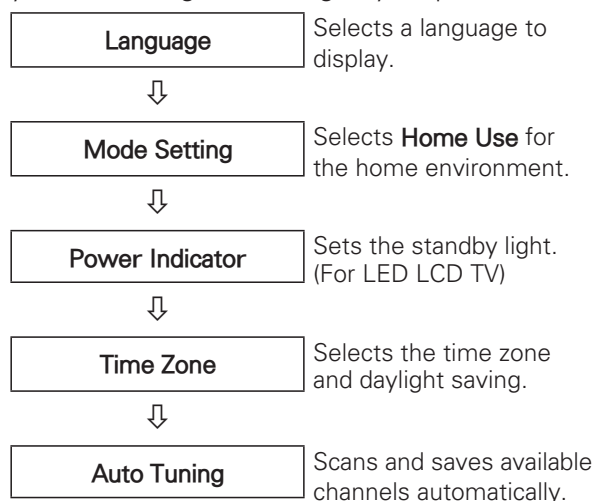 Language
Selects a language to
display.
⇩
Mode Setting
Selects Home Use for
the home environment.
⇩
Power Indicator
Sets the standby light.
(For LED LCD TV)
⇩
Time Zone
Selects the time zone
and daylight saving.
⇩
Auto Tuning
Scans and saves available
channels automatically.